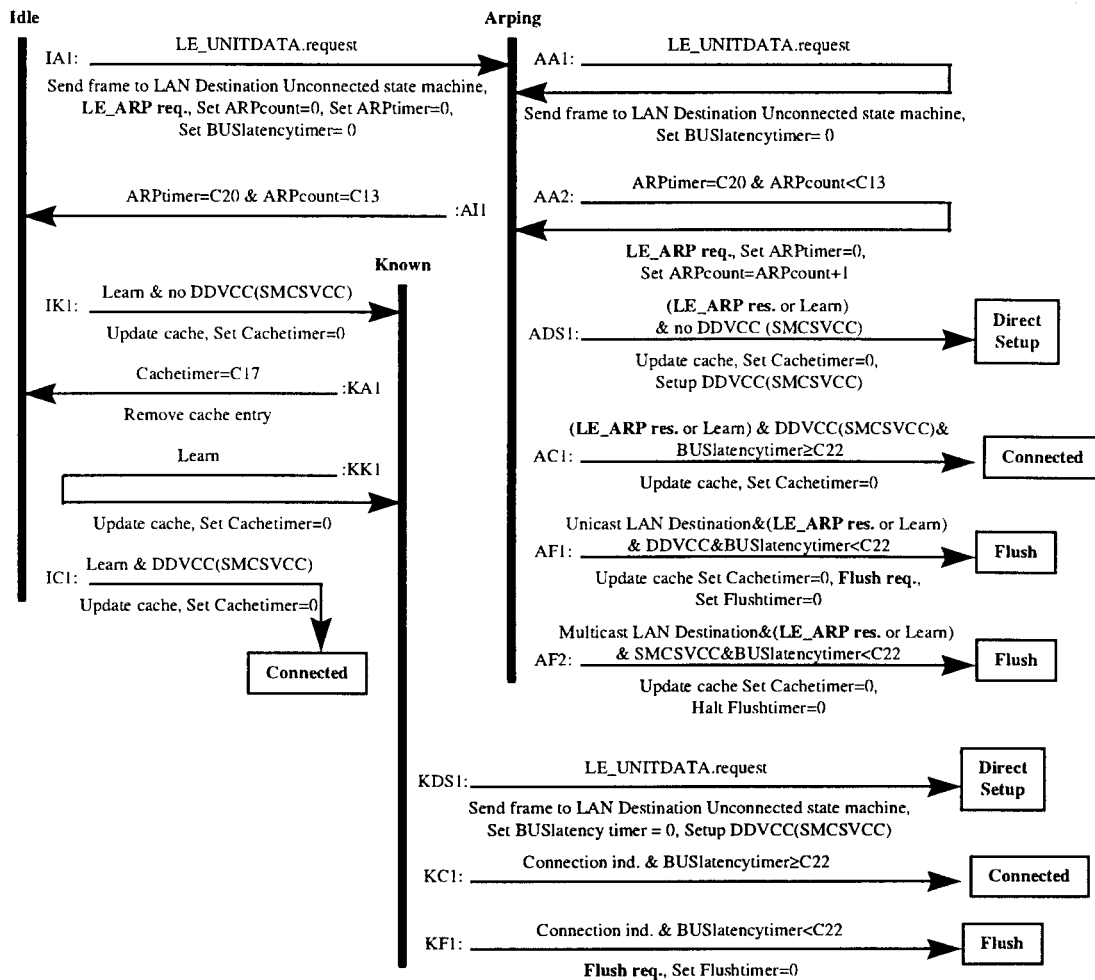 Idle
Arping
IA1:
LE_UNITDATA.request
Send frame to LAN Destination Unconnected state machine,
LE_ARP req., Set ARPcount=0, Set ARPtimer=0,
Set BUSlatencytimer= 0
AA1:
LE_UNITDATA.request
Send frame to LAN Destination Unconnected state machine,
Set BUSlatencytimer= 0
ARPtimer=C20 & ARPcount=C13
:AI1
AA2:
ARPtimer=C20 & ARPcount<C13
LE_ARP req., Set ARPtimer=0,
Set ARPcount=ARPcount+1
Known
IK1:
Learn & no DDVCC(SMCSVCC)
Update cache, Set Cachetimer=0
ADS1:
(LE_ARP res. or Learn)
& no DDVCC (SMCSVCC)
Update cache, Set Cachetimer=0,
Setup DDVCC(SMCSVCC)
Direct
Setup
Cachetimer=C17
:KA1
Remove cache entry
AC1:
(LE_ARP res. or Learn) & DDVCC(SMCSVCC)&
BUSlatencytimer≥C22
Update cache, Set Cachetimer=0
Connected
Learn
:KK1
Update cache, Set Cachetimer=0
AF1:
Unicast LAN Destination&(LE_ARP res. or Learn)
& DDVCC&BUSlatencytimer<C22
Update cache Set Cachetimer=0, Flush req.,
Set Flushtimer=0
Flush
IC1:
Learn & DDVCC(SMCSVCC)
Update cache, Set Cachetimer=0
Connected
AF2:
Multicast LAN Destination&(LE_ARP res. or Learn)
& SMCSVCC&BUSlatencytimer<C22
Update cache Set Cachetimer=0,
Halt Flushtimer=0
Flush
KDS1:
LE_UNITDATA.request
Send frame to LAN Destination Unconnected state machine,
Set BUSlatency timer = 0, Setup DDVCC(SMCSVCC)
Direct
Setup
KC1:
Connection ind. & BUSlatencytimer≥C22
Connected
KF1:
Connection ind. & BUSlatencytimer<C22
Flush req., Set Flushtimer=0
Flush